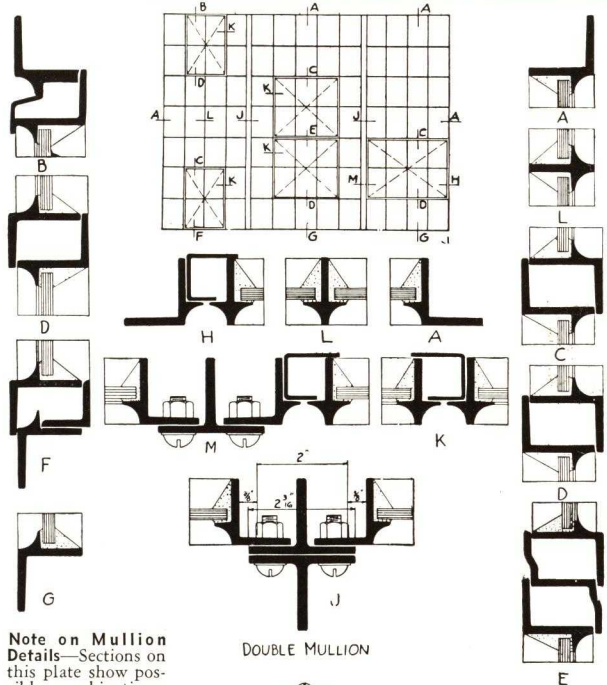 B
A
A
K
D
C
K
A
L
J
E
J
A
K
C
C
K
M
H
D
D
F
G
G
B
A
L
D
C
H
L
A
F
M
K
D
2"
3/8"
2 3/16"
3/8"
G
J
E
DOUBLE MULLION
Note on Mullion
Details—Sections on
this plate show pos-